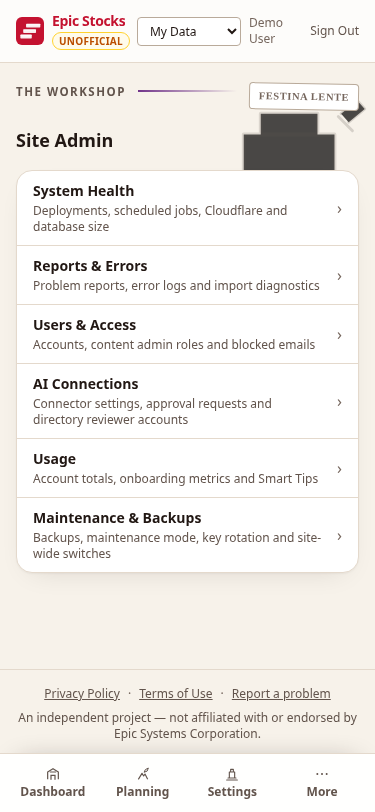 Epic Stocks
UNOFFICIAL
My Data
Demo
User
Sign Out
THE WORKSHOP
FESTINA LENTE
Site Admin
System Health
Deployments, scheduled jobs, Cloudflare and
database size
Reports & Errors
Problem reports, error logs and import diagnostics
Users & Access
Accounts, content admin roles and blocked emails
AI Connections
Connector settings, approval requests and
directory reviewer accounts
Usage
Account totals, onboarding metrics and Smart Tips
Maintenance & Backups
Backups, maintenance mode, key rotation and site-
wide switches
Privacy Policy · Terms of Use · Report a problem
An independent project — not affiliated with or endorsed by
Epic Systems Corporation.
Dashboard
Planning
Settings
More